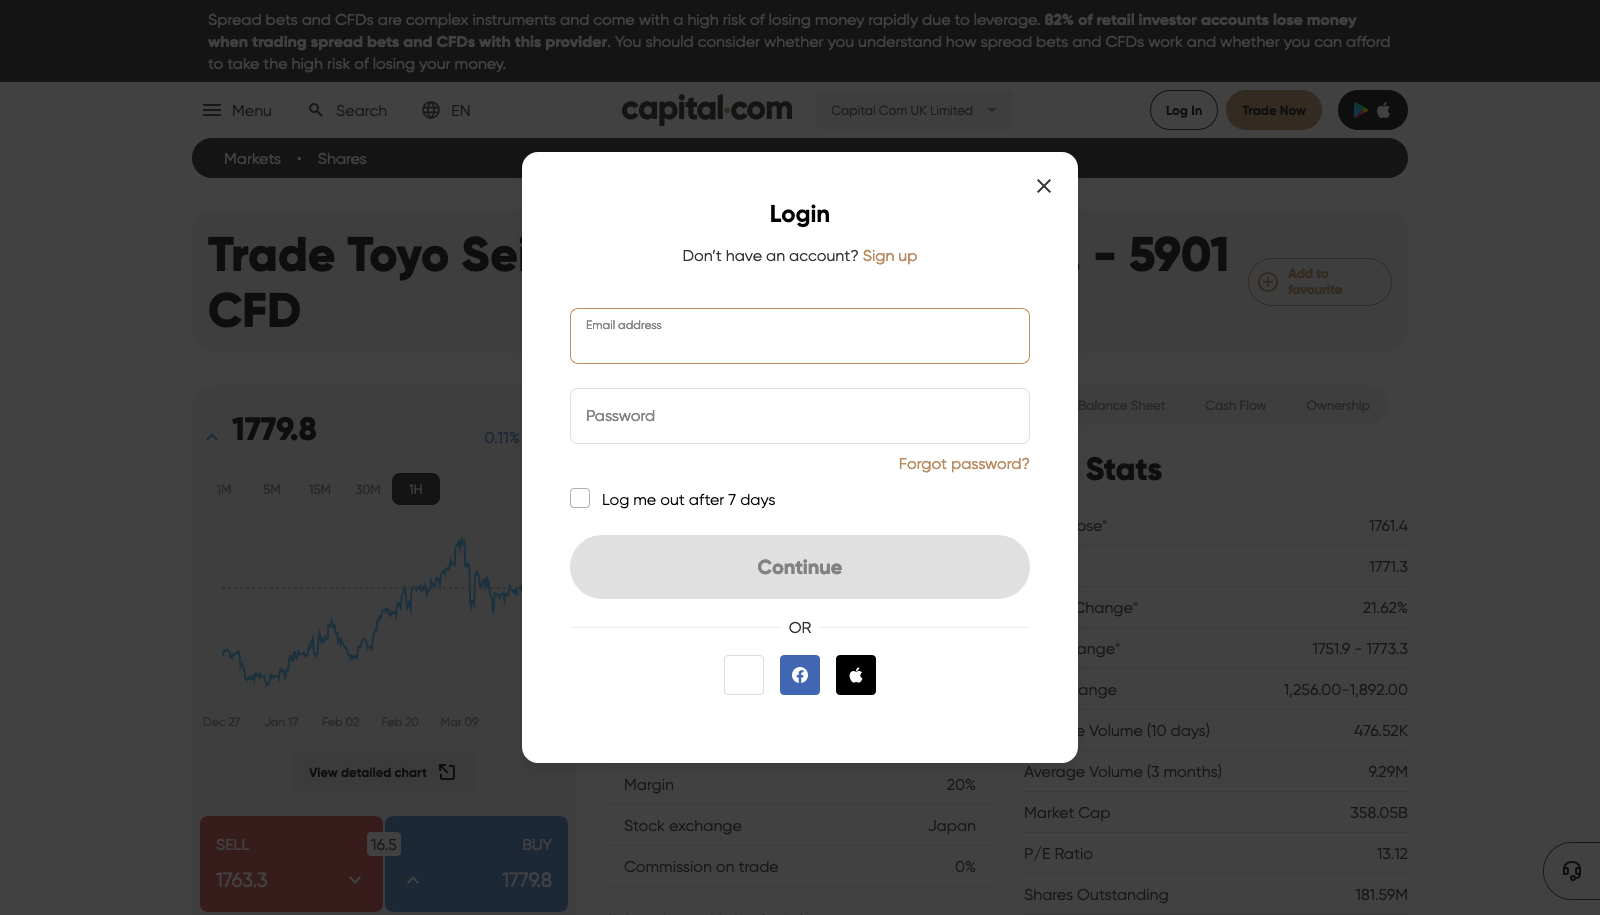 Spread bets and CFDs are complex instruments and come with a high risk of losing money rapidly due to leverage. 82% of retail investor accounts lose money
when trading spread bets and CFDs with this provider. You should consider whether you understand how spread bets and CFDs work and whether you can afford
to take the high risk of losing your money.
Menu
Search
EN
capital.com
Capital Com UK Limited
Log In
Trade Now
Markets • Shares
Trade Toyo Sei
- 5901
CFD
Add to
favourite
Login
Don't have an account? Sign up
Email address
Password
Forgot password?
Log me out after 7 days
Continue
OR
1779.8
0.11%
1M
5M
15M
30M
1H
Dec 27
Jan 17
Feb 02
Feb 20
Mar 09
View detailed chart
SELL
1763.3
16.5
BUY
1779.8
Margin 20%
Stock exchange Japan
Commission on trade 0%
Balance Sheet
Cash Flow
Ownership
Stats
1761.4
1771.3
Change* 21.62%
1751.9 - 1773.3
1,256.00-1,892.00
Volume (10 days) 476.52K
Average Volume (3 months) 9.29M
Market Cap 358.05B
P/E Ratio 13.12
Shares Outstanding 181.59M